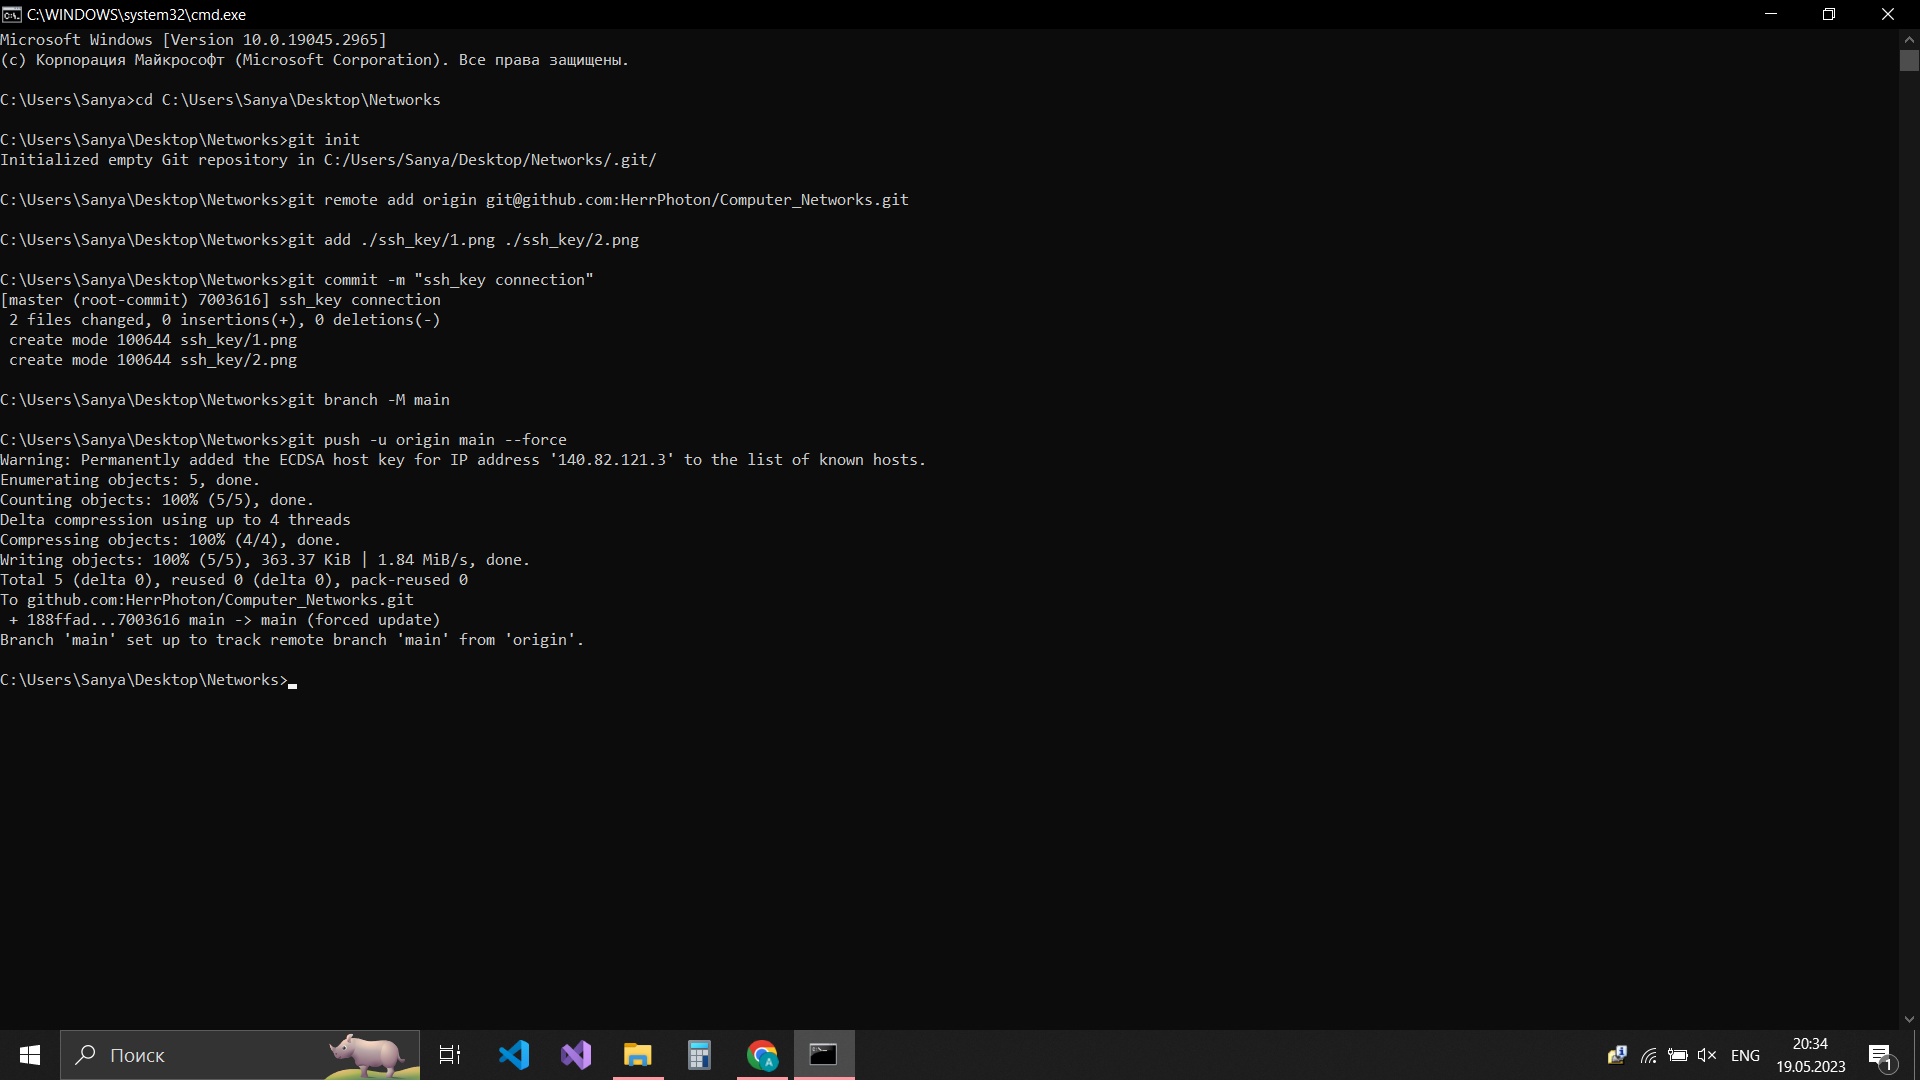 C:\WINDOWS\system32\cmd.exe
Microsoft Windows [Version 10.0.19045.2965]
(c) Корпорация Майкрософт (Microsoft Corporation). Все права защищены.
C:\Users\Sanya>cd C:\Users\Sanya\Desktop\Networks
C:\Users\Sanya\Desktop\Networks>git init
Initialized empty Git repository in C:/Users/Sanya/Desktop/Networks/.git/
C:\Users\Sanya\Desktop\Networks>git remote add origin git@github.com:HerrPhoton/Computer_Networks.git
C:\Users\Sanya\Desktop\Networks>git add ./ssh_key/1.png ./ssh_key/2.png
C:\Users\Sanya\Desktop\Networks>git commit -m "ssh_key connection"
[master (root-commit) 7003616] ssh_key connection
 2 files changed, 0 insertions(+), 0 deletions(-)
 create mode 100644 ssh_key/1.png
 create mode 100644 ssh_key/2.png
C:\Users\Sanya\Desktop\Networks>git branch -M main
C:\Users\Sanya\Desktop\Networks>git push -u origin main --force
Warning: Permanently added the ECDSA host key for IP address '140.82.121.3' to the list of known hosts.
Enumerating objects: 5, done.
Counting objects: 100% (5/5), done.
Delta compression using up to 4 threads
Compressing objects: 100% (4/4), done.
Writing objects: 100% (5/5), 363.37 KiB | 1.84 MiB/s, done.
Total 5 (delta 0), reused 0 (delta 0), pack-reused 0
To github.com:HerrPhoton/Computer_Networks.git
 + 188ffad...7003616 main -> main (forced update)
Branch 'main' set up to track remote branch 'main' from 'origin'.
C:\Users\Sanya\Desktop\Networks>
Поиск
A
ENG
20:34
19.05.2023
1